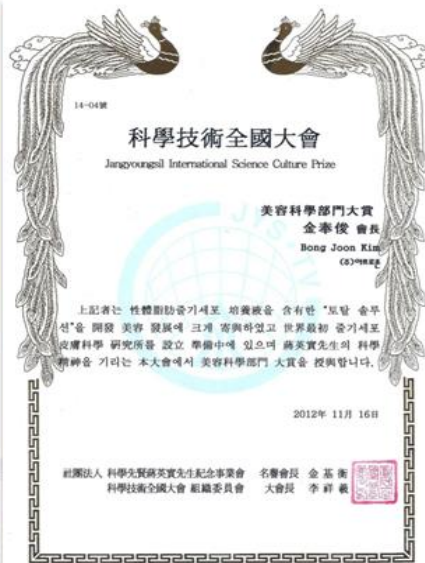 14-04號
科學技術全國大會
Jangyoungsil International Science Culture Prize
美容科學部門大賞
金奉俊 會長
Bong Joon Kim
上記者는 性體脂肪줄기세포 培養液을 含有한 "토탈 솔루
션"을 開發 美容 發展에 크게 寄與하였고 世界最初 줄기세포
皮膚科學 硏究所를 設立 準備中에 있으며 蔣英實先生의 科學
精神을 기리는 本大會에서 美容科學部門 大賞을 授與합니다.
2012年 11月 16日
社團法人 科學先賢蔣英實先生紀念事業會 名譽會長 金基衡
科學技術全國大會 組織委員會 大會長 李祥羲